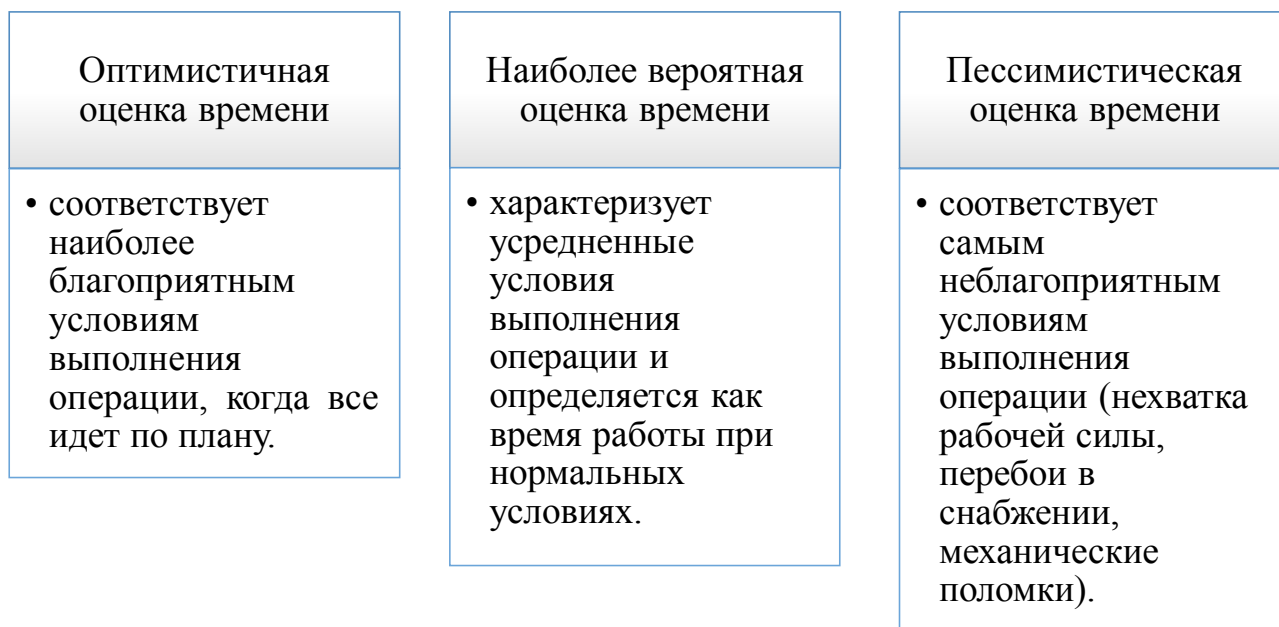 Оптимистичная
оценка времени
• соответствует
наиболее
благоприятным
условиям
выполнения
операции, когда все
идет по плану.
Наиболее вероятная
оценка времени
• характеризует
усредненные
условия
выполнения
операции и
определяется как
время работы при
нормальных
условиях.
Пессимистическая
оценка времени
• соответствует
самым
неблагоприятным
условиям
выполнения
операции (нехватка
рабочей силы,
перебои в
снабжении,
механические
поломки).